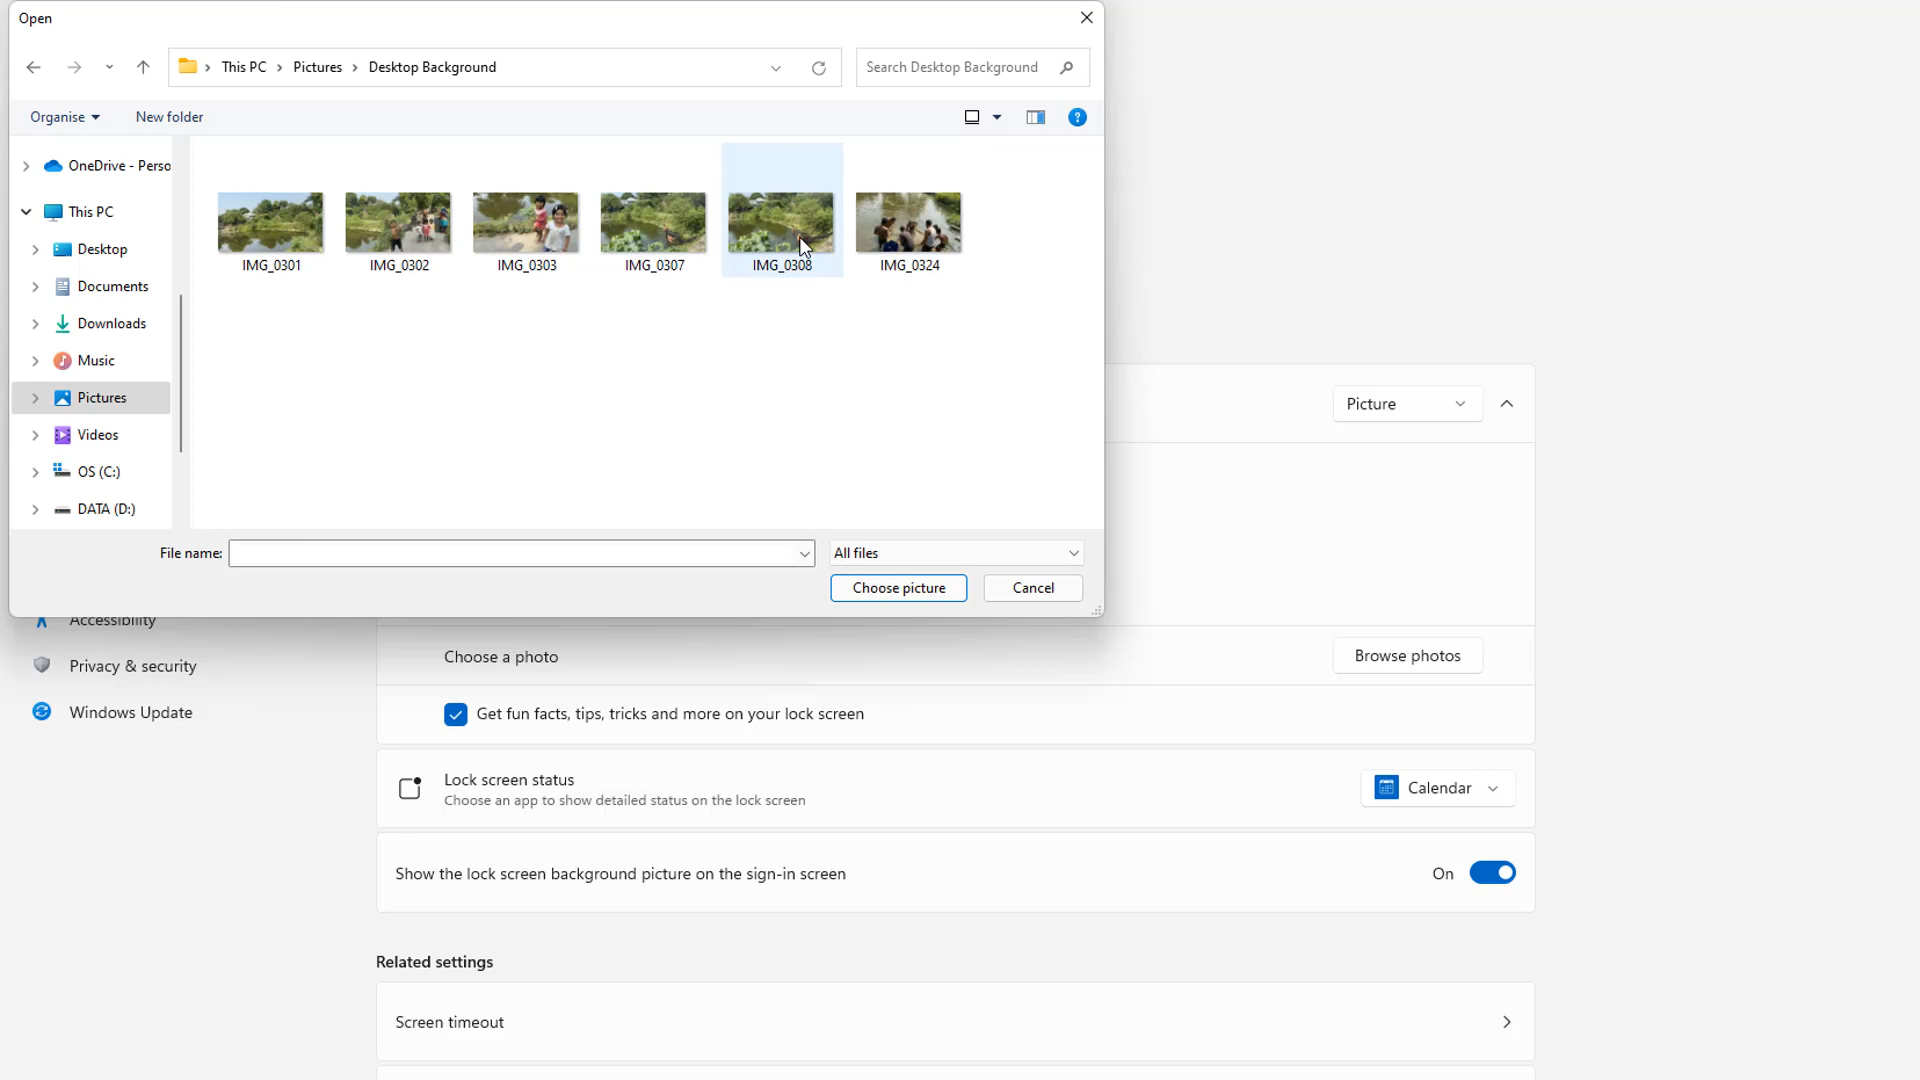 Open
This PC
Pictures
Desktop Background
Search Desktop Background
Organise
New folder
OneDrive - Perso
This PC
Desktop
Documents
Downloads
Music
Pictures
Videos
OS (C:)
DATA (D:)
IMG_0301
IMG_0302
IMG_0303
IMG_0307
IMG_0308
IMG_0324
File name:
All files
Choose picture
Cancel
Picture
Accessibility
Privacy & security
Windows Update
Choose a photo
Browse photos
Get fun facts, tips, tricks and more on your lock screen
Lock screen status
Choose an app to show detailed status on the lock screen
Calendar
Show the lock screen background picture on the sign-in screen
On
Related settings
Screen timeout